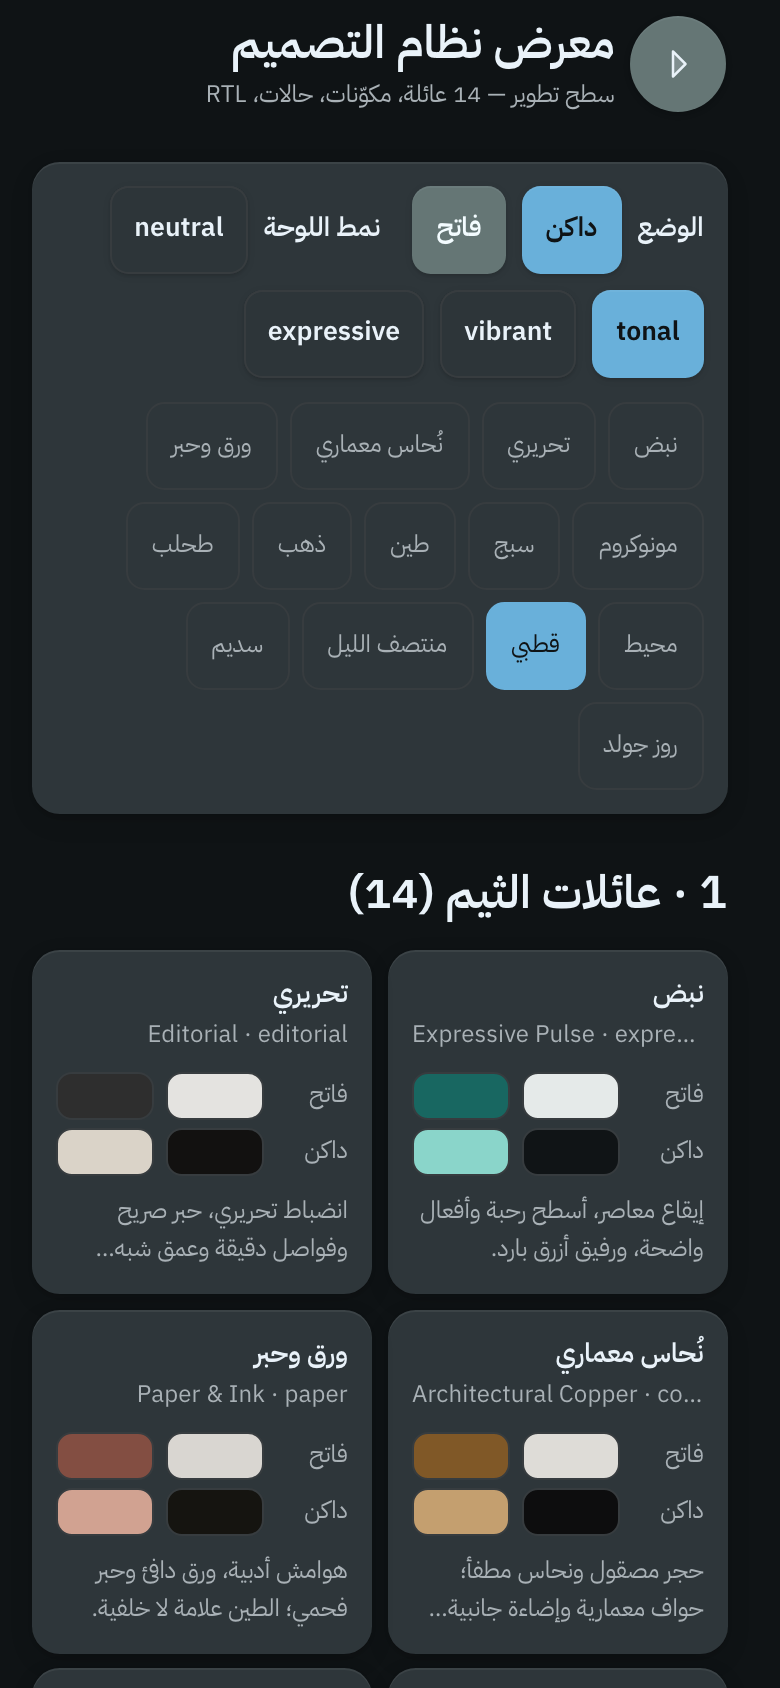 معرض نظام التصميم
سطح تطوير — 14 عائلة، مكوّنات، حالات، RTL
الوضع داكن فاتح نمط اللوحة neutral
tonal vibrant expressive
نبض تحريري نُحاس معماري ورق وحبر
مونوكروم سبج طين ذهب طحلب
محيط قطبي منتصف الليل سديم
روز جولد
1 · عائلات الثيم (14)
نبض
Expressive Pulse · expre...
فاتح
داكن
إيقاع معاصر، أسطح رحبة وأفعال
واضحة، ورفيق أزرق بارد.
تحريري
Editorial · editorial
فاتح
داكن
انضباط تحريري، حبر صريح
وفواصل دقيقة وعمق شبه...
نُحاس معماري
Architectural Copper · co...
فاتح
داكن
حجر مصقول ونحاس مطفأ؛
حواف معمارية وإضاءة جانبية...
ورق وحبر
Paper & Ink · paper
فاتح
داكن
هوامش أدبية، ورق دافئ وحبر
فحمي؛ الطين علامة لا خلفية.